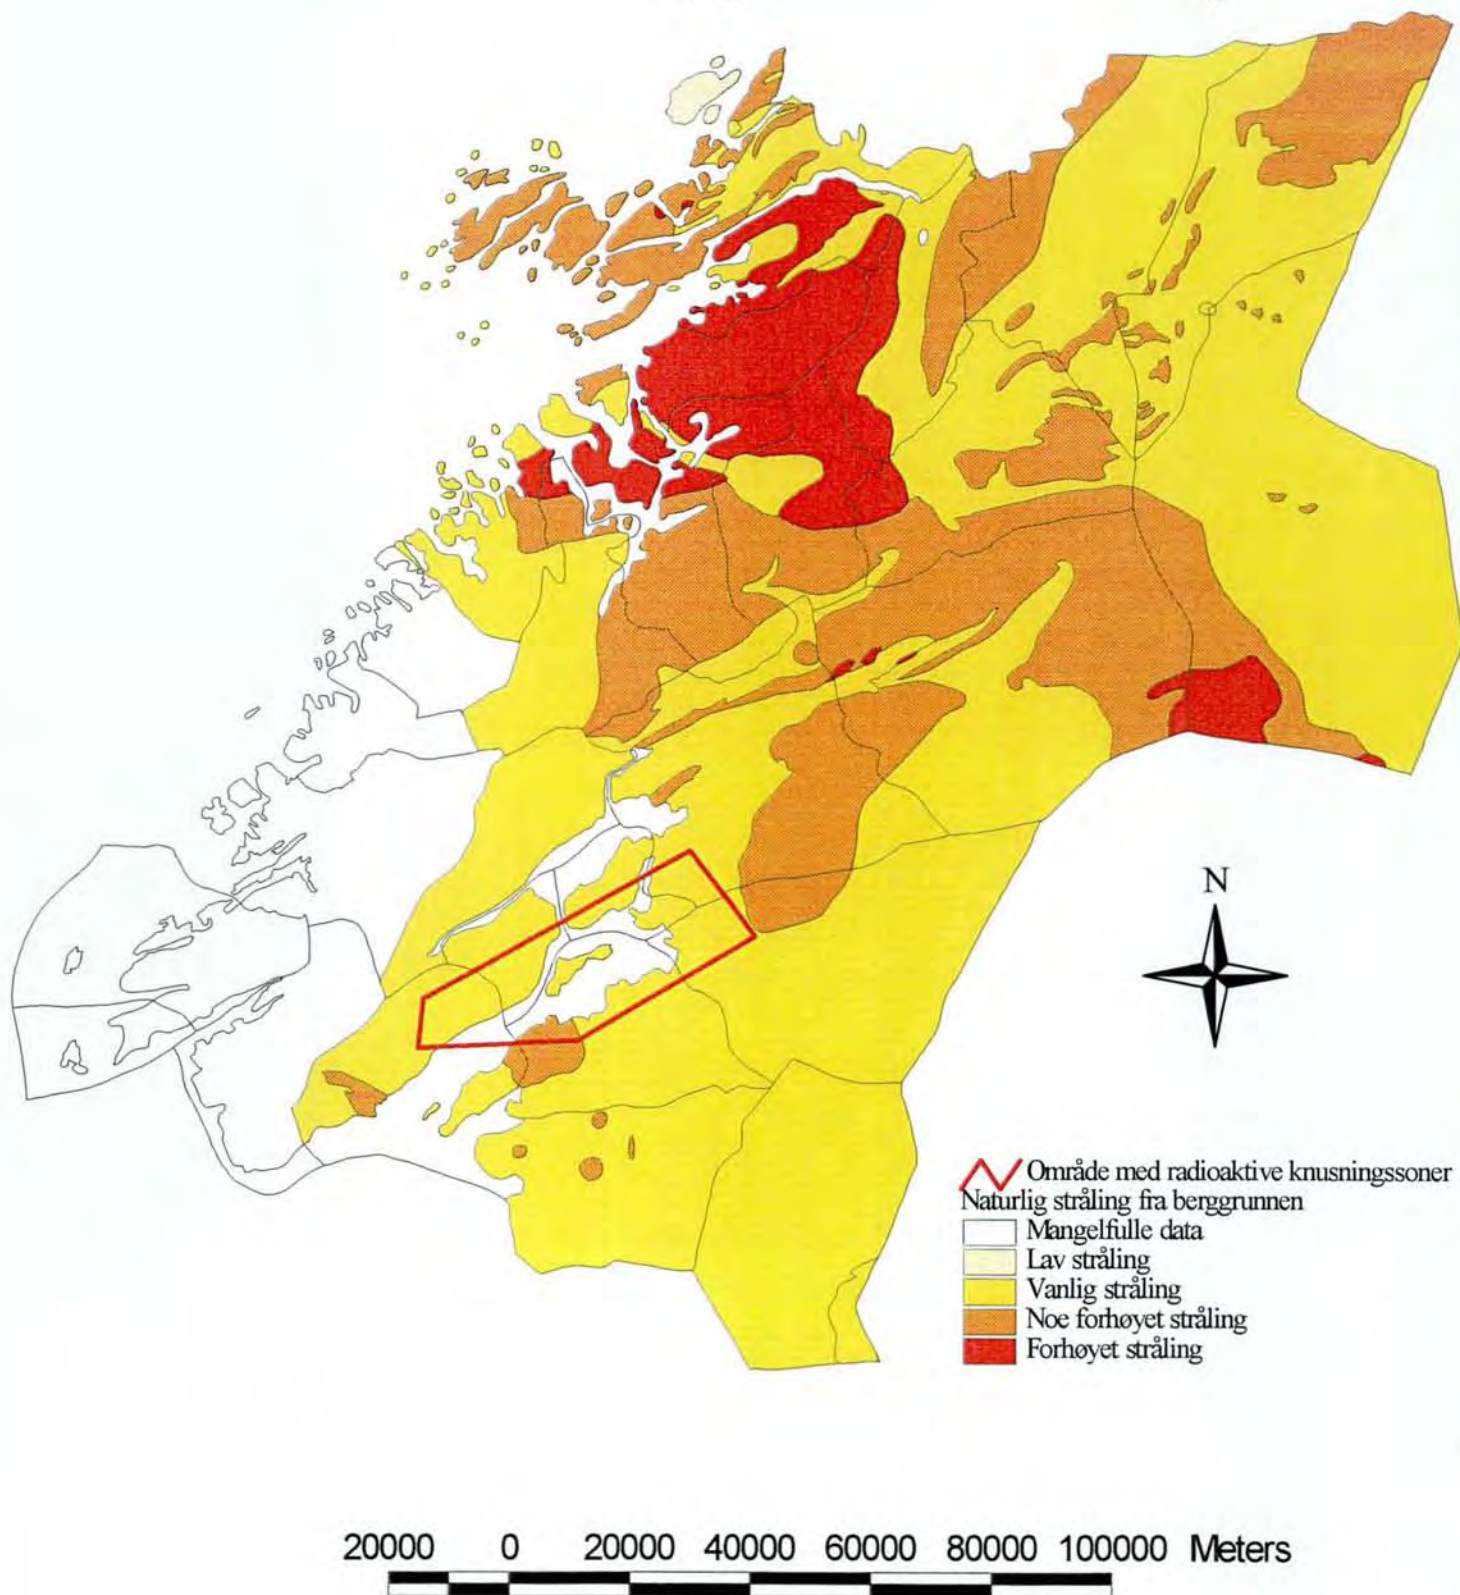 N
Område med radioaktive knusningssoner
Naturlig stråling fra berggrunnen
Mangelfulle data
Lav stråling
Vanlig stråling
Noe forhøyet stråling
Forhøyet stråling
20000 0 20000 40000 60000 80000 100000 Meters